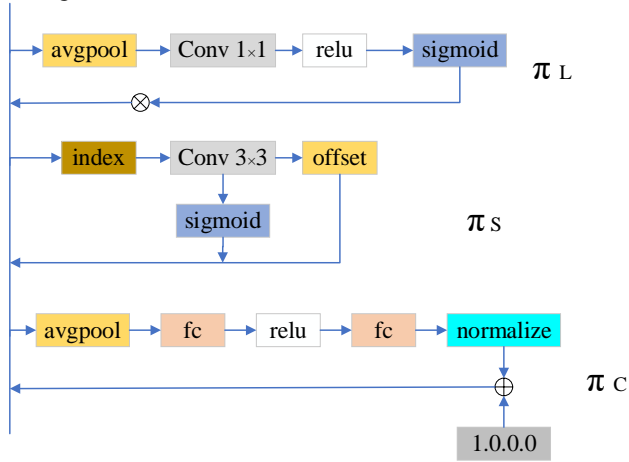 avgpool Conv 1×1 relu sigmoid
π L
index Conv 3×3 offset
sigmoid
π S
avgpool fc relu fc normalize
π C
1.0.0.0